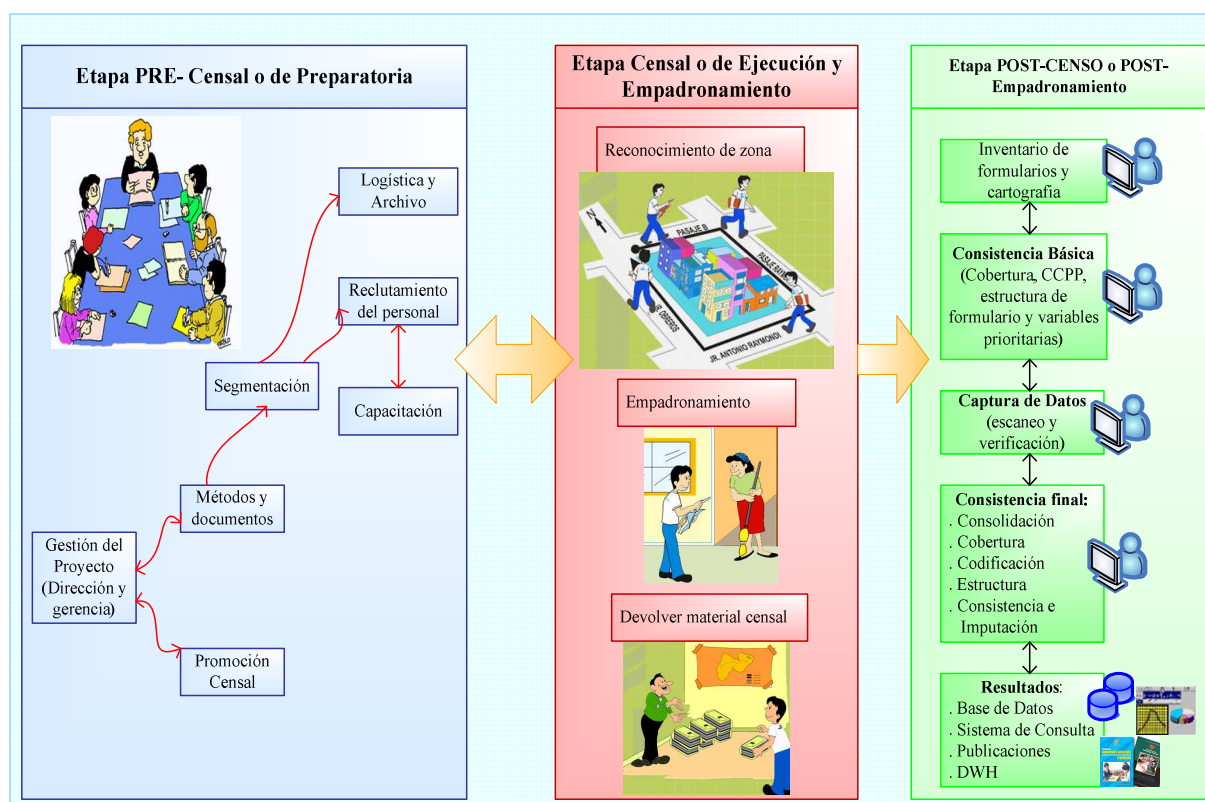 Etapa PRE- Censal o de Preparatoria
Logística y
Archivo
Reclutamiento
del personal
Segmentación
Capacitación
Métodos y
documentos
Gestión del
Proyecto
(Dirección y
gerencia)
Promoción
Censal
Etapa Censal o de Ejecución y
Empadronamiento
Reconocimiento de zona
N
PASAJE B
PASAJE RAYMONDI
JR. OBREROS
JR. ANTONIO RAYMONDI
Empadronamiento
Devolver material censal
Etapa POST-CENSO o POST-
Empadronamiento
Inventario de
formularios y
cartografía
Consistencia Básica
(Cobertura, CCPP,
estructura de
formulario y variables
prioritarias)
Captura de Datos
(escaneo y
verificación)
Consistencia final:
. Consolidación
. Cobertura
. Codificación
. Estructura
. Consistencia e
Imputación
Resultados:
. Base de Datos
. Sistema de Consulta
. Publicaciones
. DWH